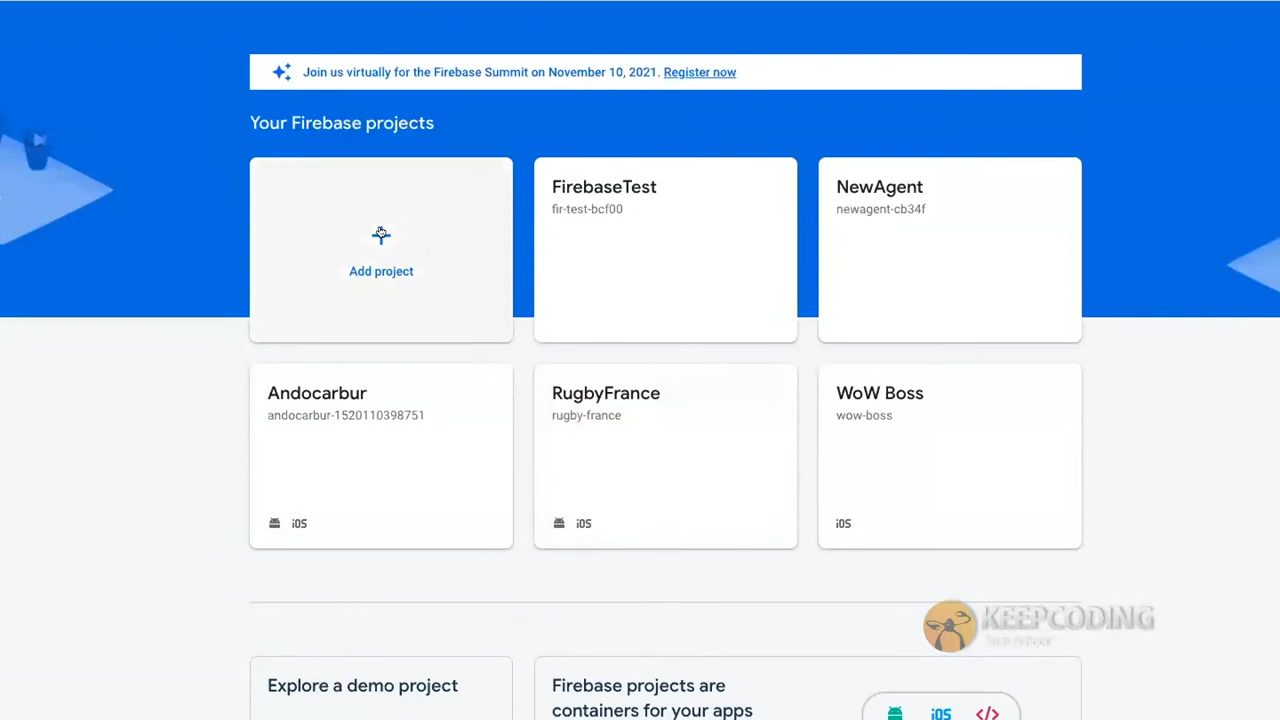 Join us virtually for the Firebase Summit on November 10, 2021. Register now
Your Firebase projects
Add project
FirebaseTest
fir-test-bcf00
NewAgent
newagent-cb34f
Andocarbur
andocarbur-1520110398751
iOS
RugbyFrance
rugby-france
iOS
WoW Boss
wow-boss
iOS
KEEPCODING
Tech School
Explore a demo project
Firebase projects are
containers for your apps
iOS